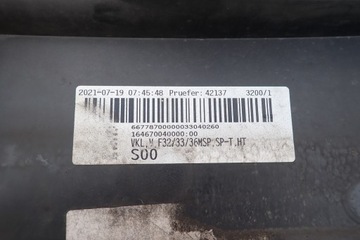 2021-07-19 07:45:48 Pruefer: 42137 3200/1
66778700000033040260
164670040000:00
VKL,M F32/33/36MSP,SP-T,HT
S00